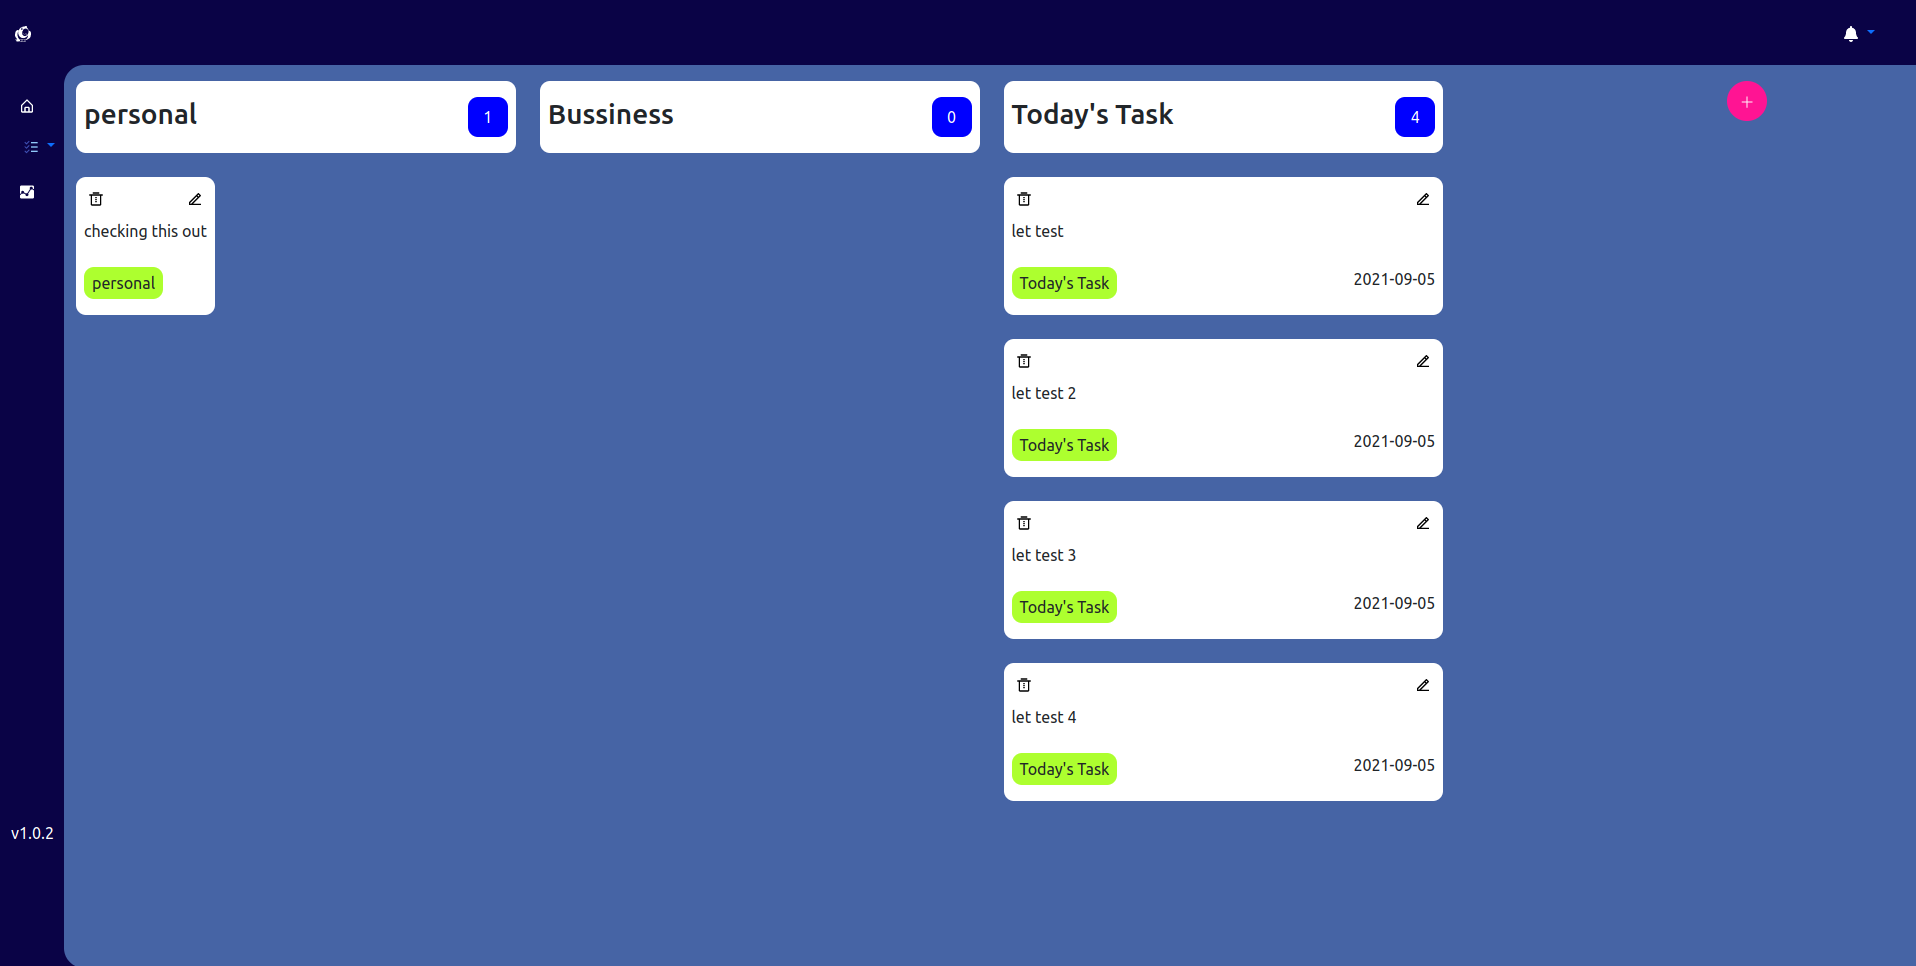 personal
1
Bussiness
0
Today's Task
4
checking this out
personal
let test
Today's Task
2021-09-05
let test 2
Today's Task
2021-09-05
let test 3
Today's Task
2021-09-05
let test 4
Today's Task
2021-09-05
v1.0.2